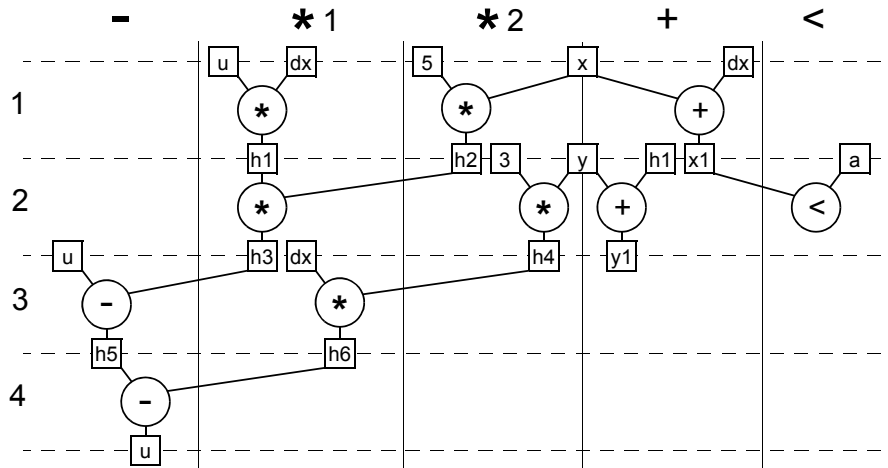 - * 1 * 2 + <
u dx 5 x dx
1 * * +
h1 h2 3 y h1 x1 a
2 * * + <
u h3 dx h4 y1
3 - *
h5 h6
4 -
u